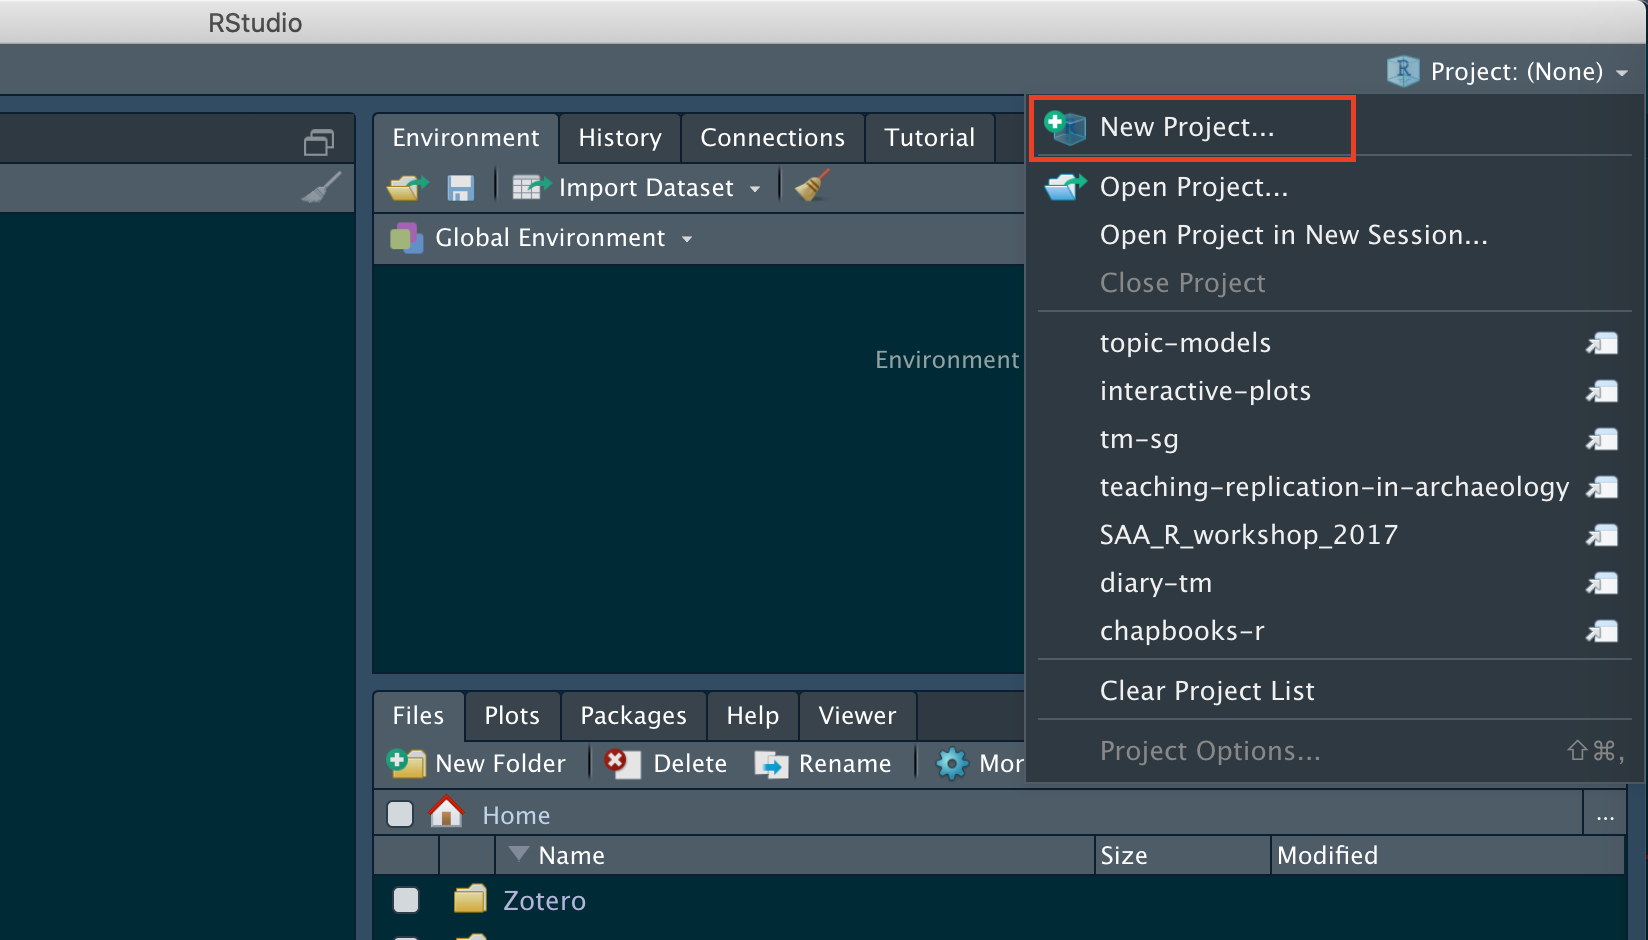 RStudio
Project: (None)
Environment History Connections Tutorial
Import Dataset
Global Environment
Environment
New Project...
Open Project...
Open Project in New Session...
Close Project
topic-models
interactive-plots
tm-sg
teaching-replication-in-archaeology
SAA_R_workshop_2017
diary-tm
chapbooks-r
Clear Project List
Project Options... ⇧⌘,
Files Plots Packages Help Viewer
New Folder Delete Rename Mor
Home ...
Name Size Modified
Zotero